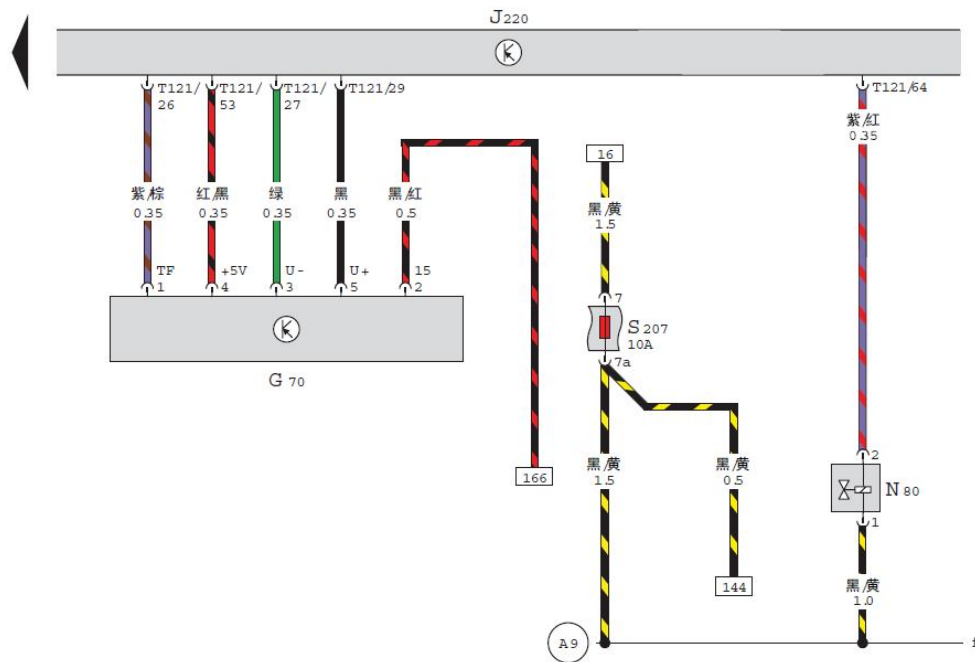 J220
T121/
26
T121/
53
T121/
27
T121/29
T121/64
紫/棕
0.35
红/黑
0.35
绿
0.35
黑
0.35
黑/红
0.5
TF
1
+5V
4
U-
3
U+
5
15
2
G 70
166
16
黑/黄
1.5
7
S 207
10A
7a
黑/黄
1.5
黑/黄
0.5
144
紫/红
0.35
2
N 80
1
黑/黄
1.0
A9